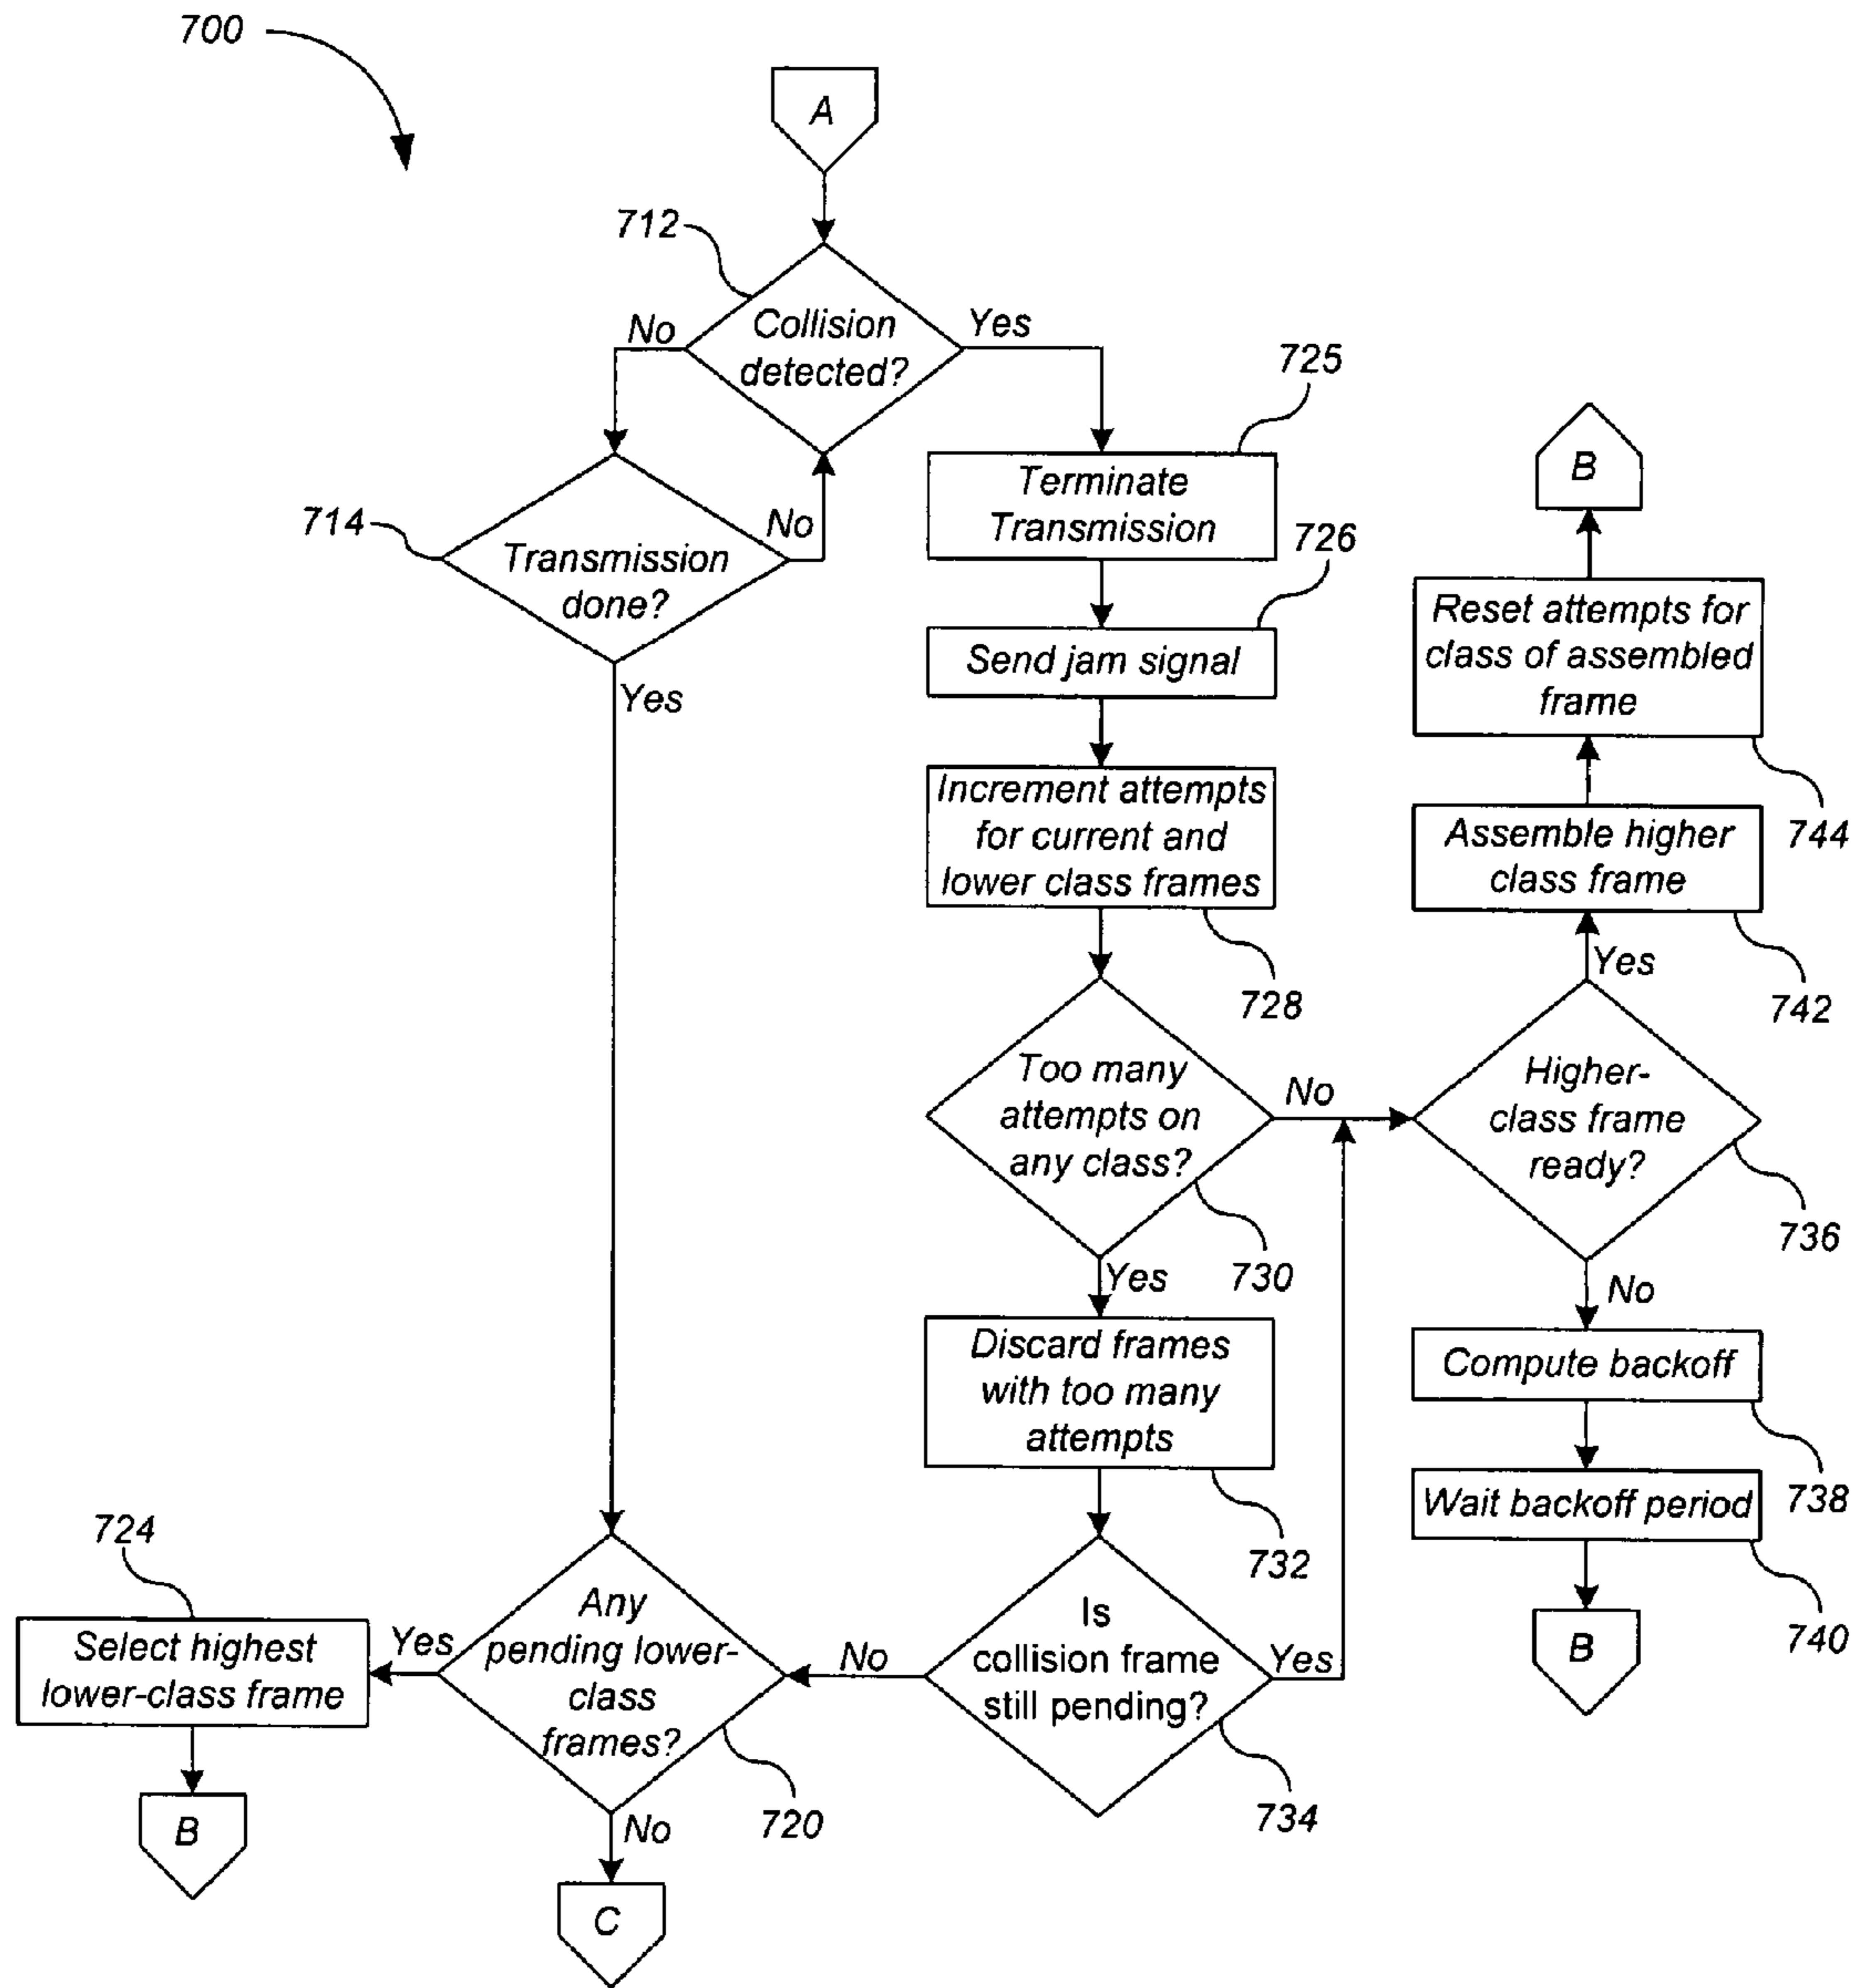 700
A
712
Collision
detected?
No
Yes
725
Terminate
Transmission
714
Transmission
done?
No
Yes
726
Send jam signal
B
Reset attempts for
class of assembled
frame
744
Increment attempts
for current and
lower class frames
728
Assemble higher
class frame
742
Yes
Too many
attempts on
any class?
No
730
Yes
Higher-
class frame
ready?
736
No
Discard frames
with too many
attempts
732
Compute backoff
738
Wait backoff period
740
B
724
Select highest
lower-class frame
Yes
Any
pending lower-
class
frames?
720
No
Is
collision frame
still pending?
Yes
734
B
No
C